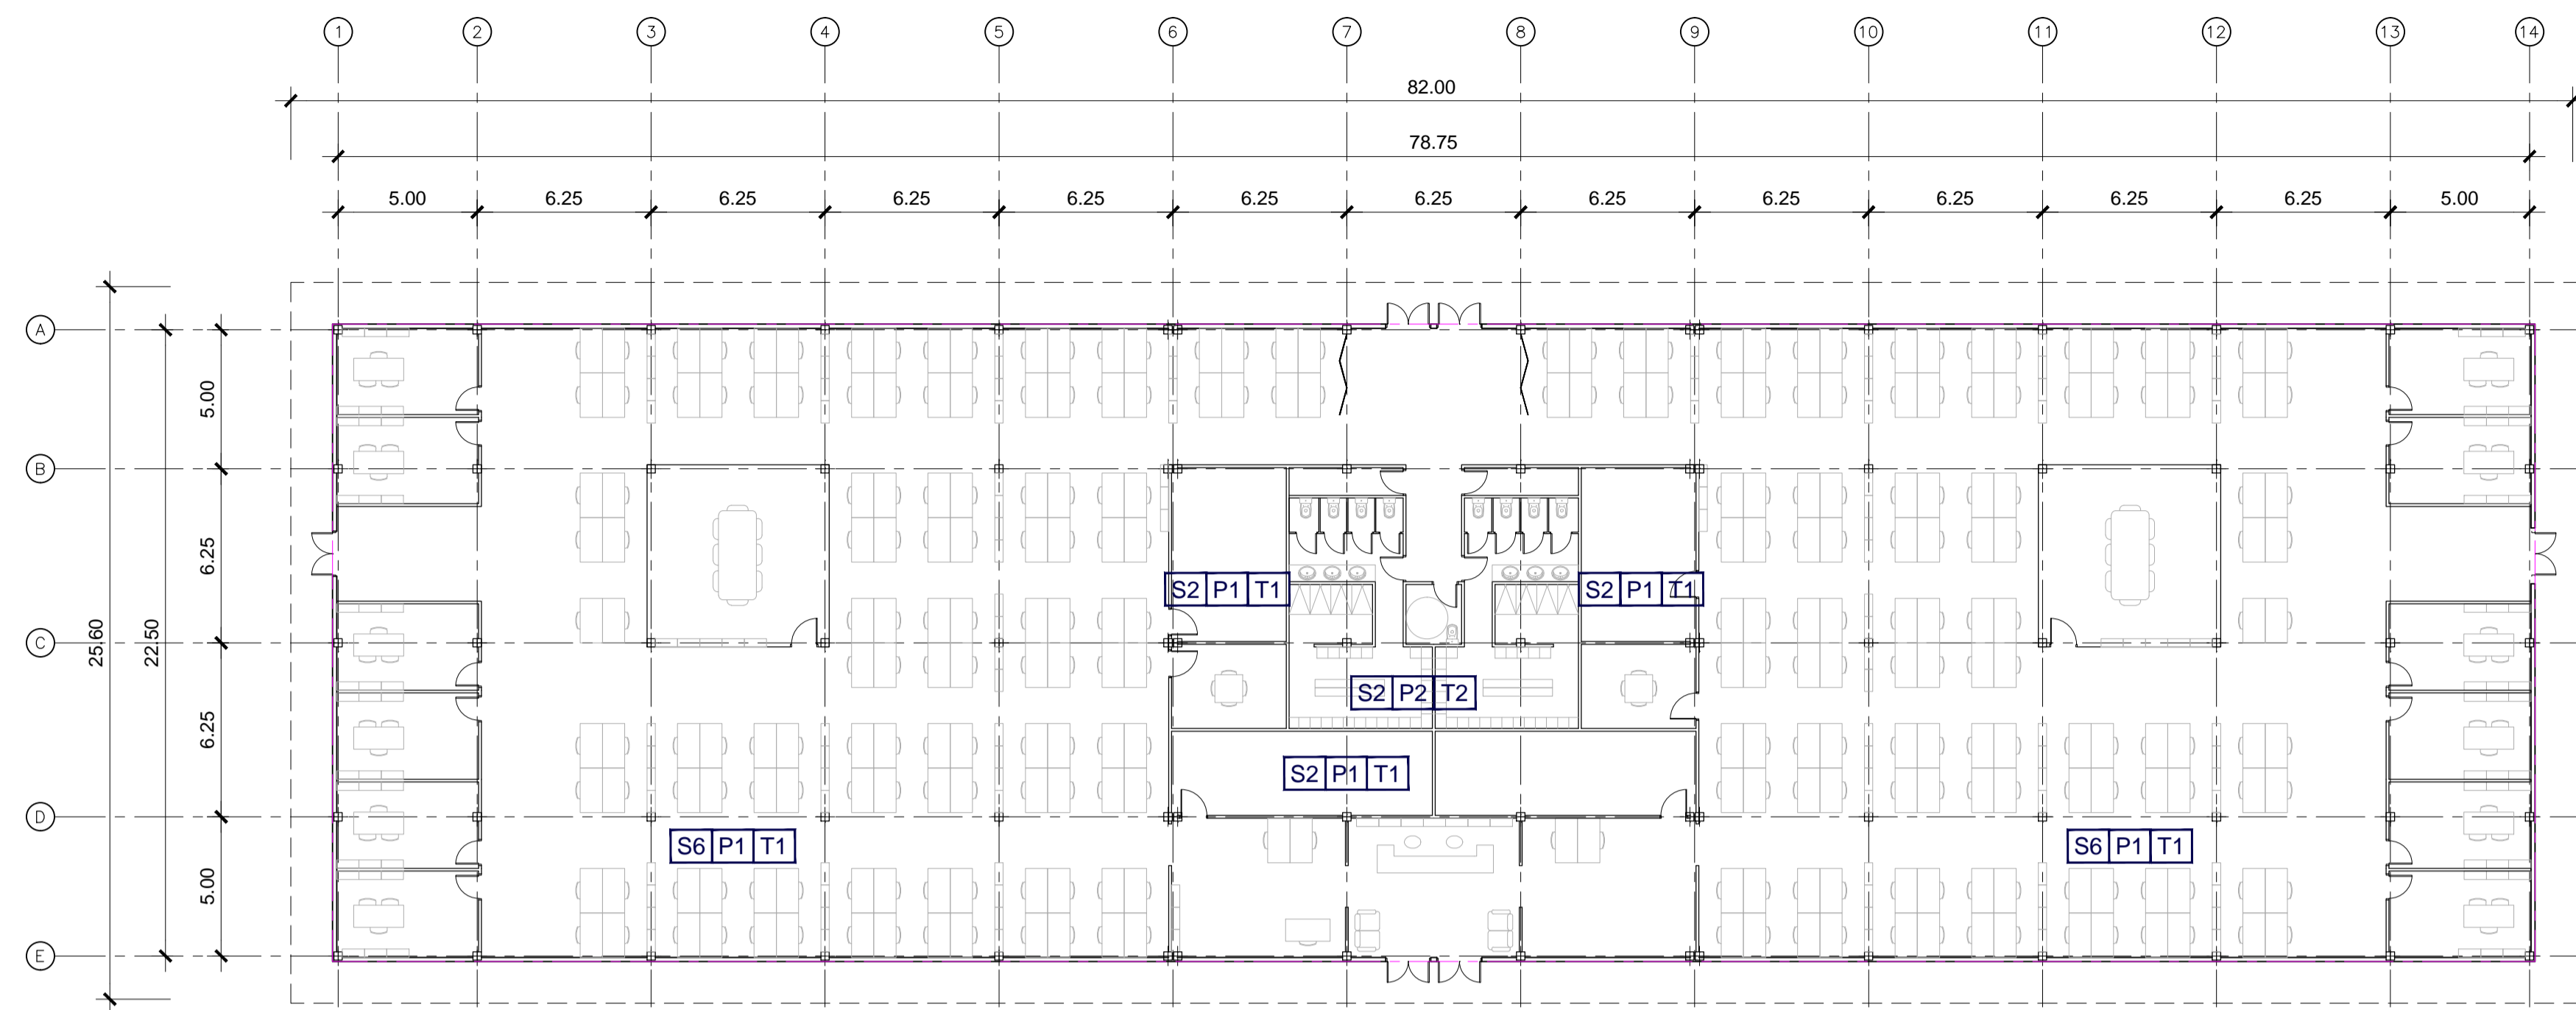 1 2 3 4 5 6 7 8 9 10 11 12 13 14
82.00
78.75
5.00 6.25 6.25 6.25 6.25 6.25 6.25 6.25 6.25 6.25 6.25 6.25 5.00
A
5.00
B
6.25
S2 P1 T1 S2 P1 T1
C
25.60 22.50
S2 P2 T2
6.25
S2 P1 T1
D
S6 P1 T1 S6 P1 T1
5.00
E